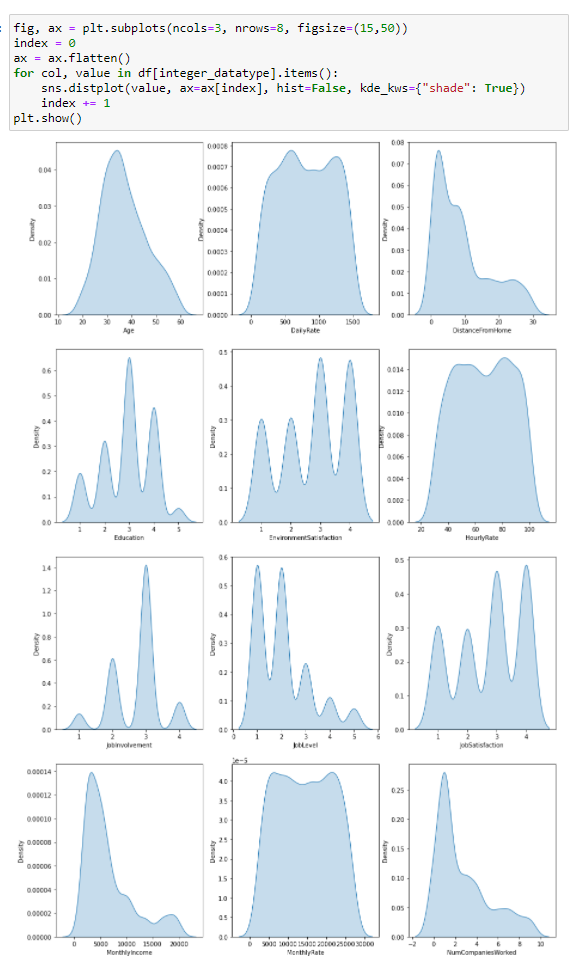 fig, ax = plt.subplots(ncols=3, nrows=8, figsize=(15,50))
index = 0
ax = ax.flatten()
for col, value in df[integer_datatype].items():
    sns.distplot(value, ax=ax[index], hist=False, kde_kws={"shade": True})
    index += 1
plt.show()
0.04
0.03
0.02
0.01
0.00
Density
10 20 30 40 50 60
Age
0.0008
0.0007
0.0006
0.0005
0.0004
0.0003
0.0002
0.0001
0.0000
Density
0 500 1000 1500
DailyRate
0.08
0.07
0.06
0.05
0.04
0.03
0.02
0.01
0.00
Density
0 10 20 30
DistanceFromHome
0.6
0.5
0.4
0.3
0.2
0.1
0.0
Density
1 2 3 4 5
Education
0.5
0.4
0.3
0.2
0.1
0.0
Density
1 2 3 4
EnvironmentSatisfaction
0.014
0.012
0.010
0.008
0.006
0.004
0.002
0.000
Density
20 40 60 80 100
HourlyRate
1.4
1.2
1.0
0.8
0.6
0.4
0.2
0.0
Density
1 2 3 4
JobInvolvement
0.6
0.5
0.4
0.3
0.2
0.1
0.0
Density
0 1 2 3 4 5 6
JobLevel
0.5
0.4
0.3
0.2
0.1
0.0
Density
1 2 3 4
JobSatisfaction
0.00014
0.00012
0.00010
0.00008
0.00006
0.00004
0.00002
0.00000
Density
0 5000 10000 15000 20000
MonthlyIncome
1e-5
4.0
3.5
3.0
2.5
2.0
1.5
1.0
0.5
0.0
Density
0 5000 10000 15000 20000 25000 30000
MonthlyRate
0.25
0.20
0.15
0.10
0.05
0.00
Density
−2 0 2 4 6 8 10
NumCompaniesWorked